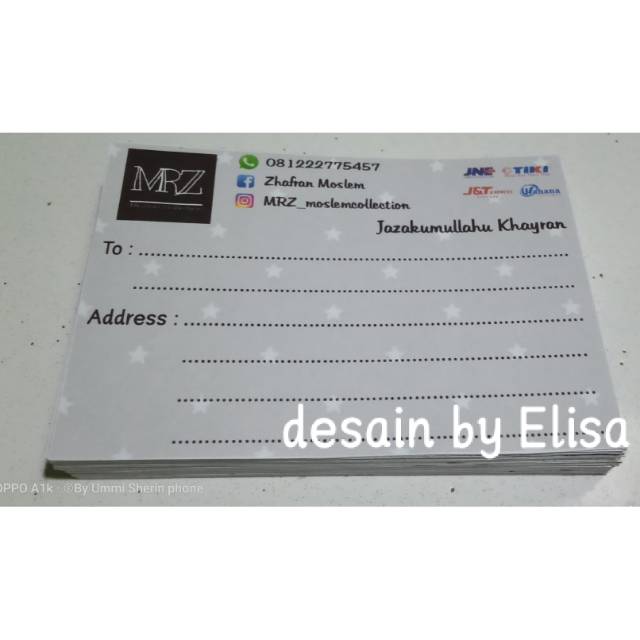 MRZ
081222775457
Zhafran Moslem
MRZ_moslemcollection
JNE TIKI
J&T EXPRESS Wahana
Jazakumullahu Khayran
To : ........................................................
........................................................
Address : ........................................................
........................................................
........................................................
........................................................
desain by Elisa
OPPO A1k · ©By Ummi Sherin phone